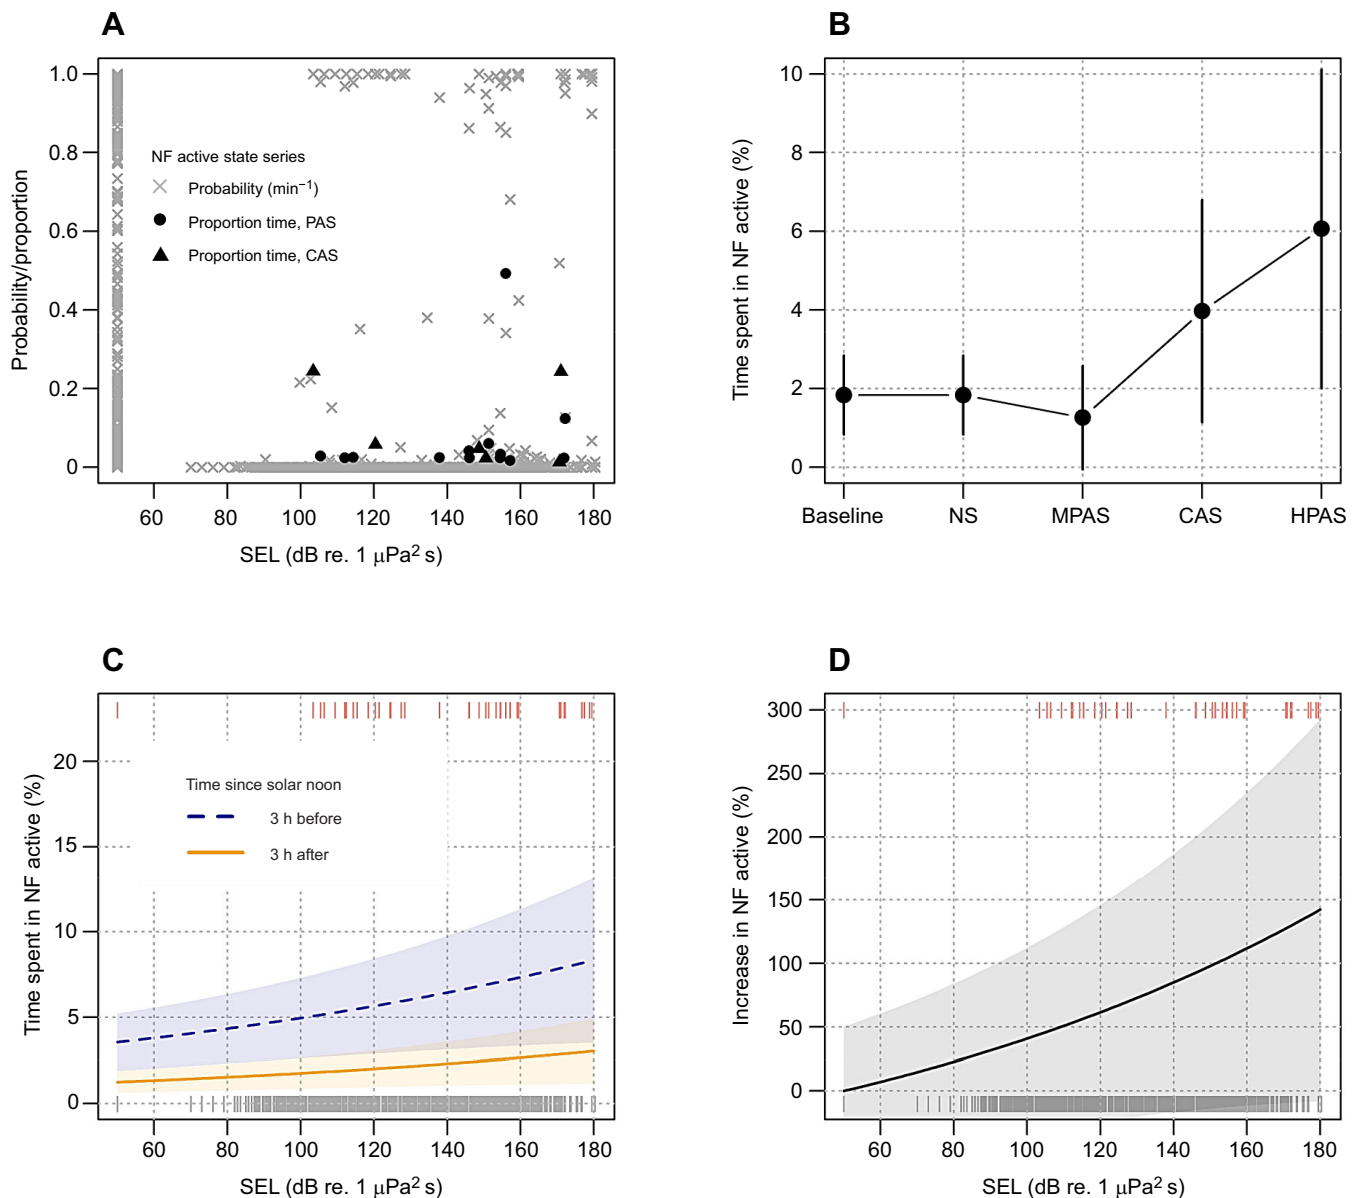 A
Probability/proportion
1.0
0.8
0.6
0.4
0.2
0
NF active state series
Probability (min⁻¹)
Proportion time, PAS
Proportion time, CAS
60 80 100 120 140 160 180
SEL (dB re. 1 μPa² s)
B
Time spent in NF active (%)
10
8
6
4
2
0
Baseline NS MPAS CAS HPAS
C
Time spent in NF active (%)
20
15
10
5
0
Time since solar noon
3 h before
3 h after
60 80 100 120 140 160 180
SEL (dB re. 1 μPa² s)
D
Increase in NF active (%)
300
250
200
150
100
50
0
60 80 100 120 140 160 180
SEL (dB re. 1 μPa² s)